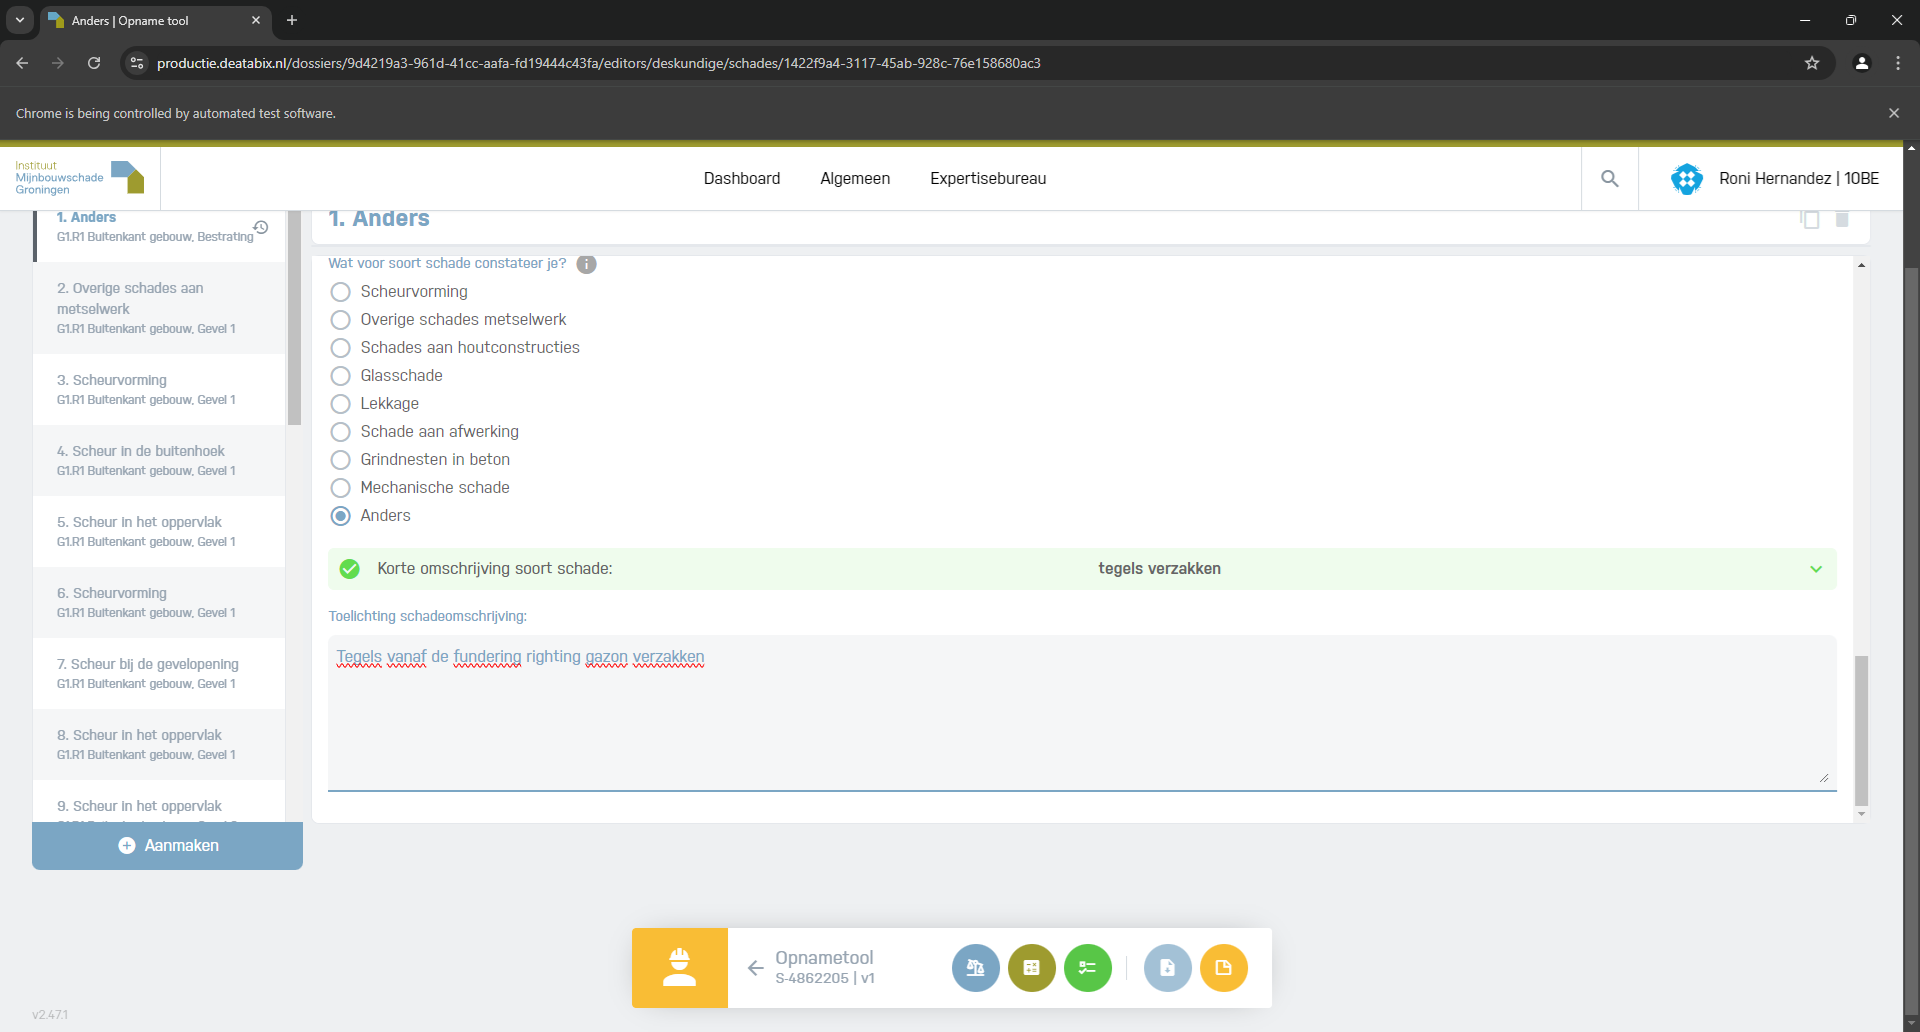 Anders | Opname tool
productie.deatabix.nl/dossiers/9d4219a3-961d-41cc-aafa-fd19444c43fa/editors/deskundige/schades/1422f9a4-3117-45ab-928c-76e158680ac3
Chrome is being controlled by automated test software.
Instituut
Mijnbouwschade
Groningen
Dashboard
Algemeen
Expertisebureau
Roni Hernandez | 10BE
1. Anders
G1.R1 Buitenkant gebouw, Bestrating
2. Overige schades aan
metselwerk
G1.R1 Buitenkant gebouw, Gevel 1
3. Scheurvorming
G1.R1 Buitenkant gebouw, Gevel 1
4. Scheur in de buitenhoek
G1.R1 Buitenkant gebouw, Gevel 1
5. Scheur in het oppervlak
G1.R1 Buitenkant gebouw, Gevel 1
6. Scheurvorming
G1.R1 Buitenkant gebouw, Gevel 1
7. Scheur bij de gevelopening
G1.R1 Buitenkant gebouw, Gevel 1
8. Scheur in het oppervlak
G1.R1 Buitenkant gebouw, Gevel 1
9. Scheur in het oppervlak
Aanmaken
1. Anders
Wat voor soort schade constateer je?
Scheurvorming
Overige schades metselwerk
Schades aan houtconstructies
Glasschade
Lekkage
Schade aan afwerking
Grindnesten in beton
Mechanische schade
Anders
Korte omschrijving soort schade: tegels verzakken
Toelichting schadeomschrijving:
Tegels vanaf de fundering righting gazon verzakken
Opnametool
S-4862205 | v1
v2.47.1